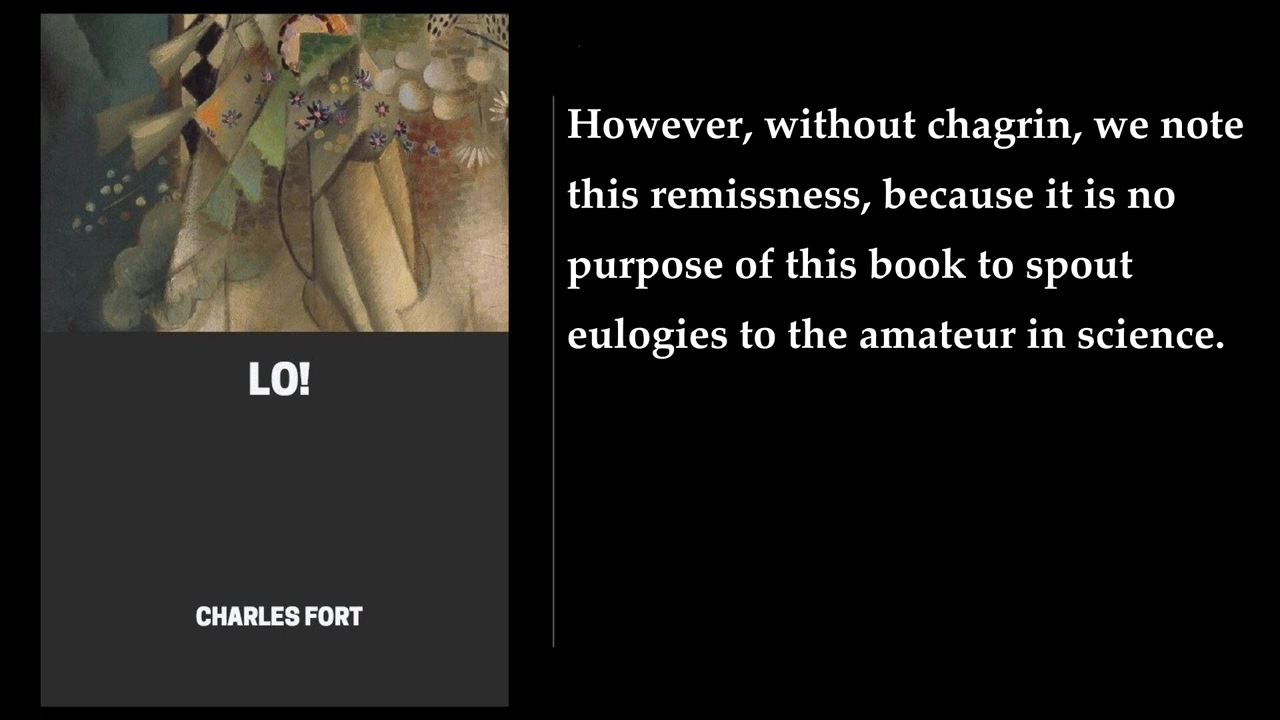 LO!
CHARLES FORT
However, without chagrin, we note
this remissness, because it is no
purpose of this book to spout
eulogies to the amateur in science.